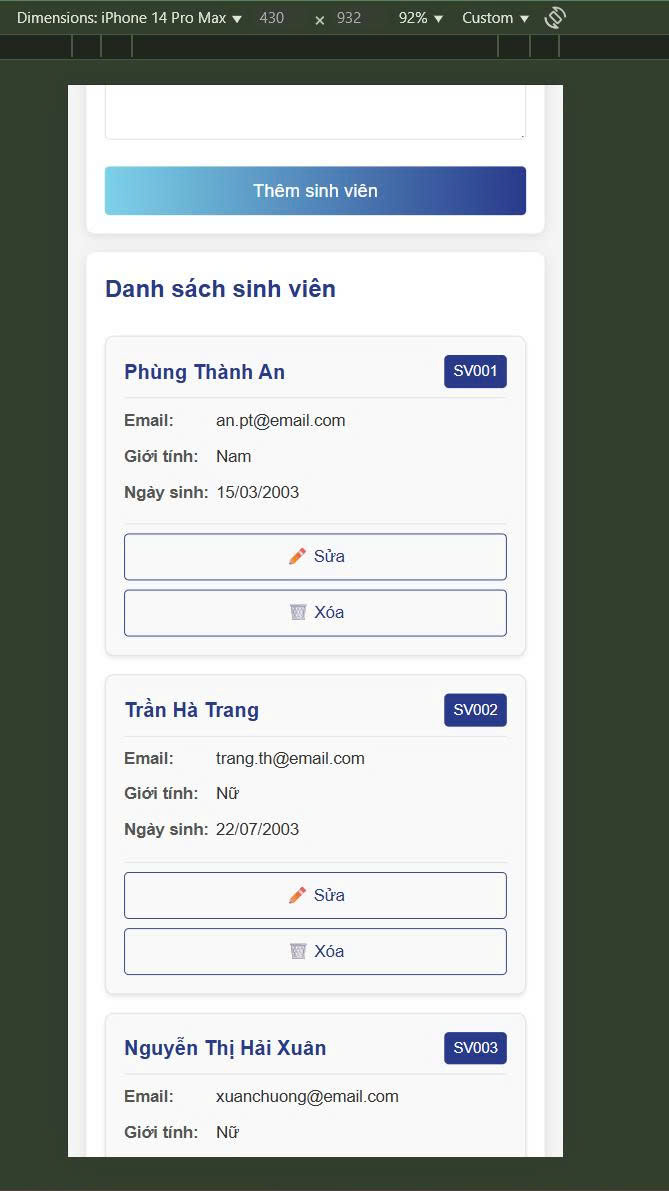 Dimensions: iPhone 14 Pro Max ▼ 430 × 932 92% ▼ Custom ▼
Thêm sinh viên
Danh sách sinh viên
Phùng Thành An SV001
Email: an.pt@email.com
Giới tính: Nam
Ngày sinh: 15/03/2003
Sửa
Xóa
Trần Hà Trang SV002
Email: trang.th@email.com
Giới tính: Nữ
Ngày sinh: 22/07/2003
Sửa
Xóa
Nguyễn Thị Hải Xuân SV003
Email: xuanchuong@email.com
Giới tính: Nữ